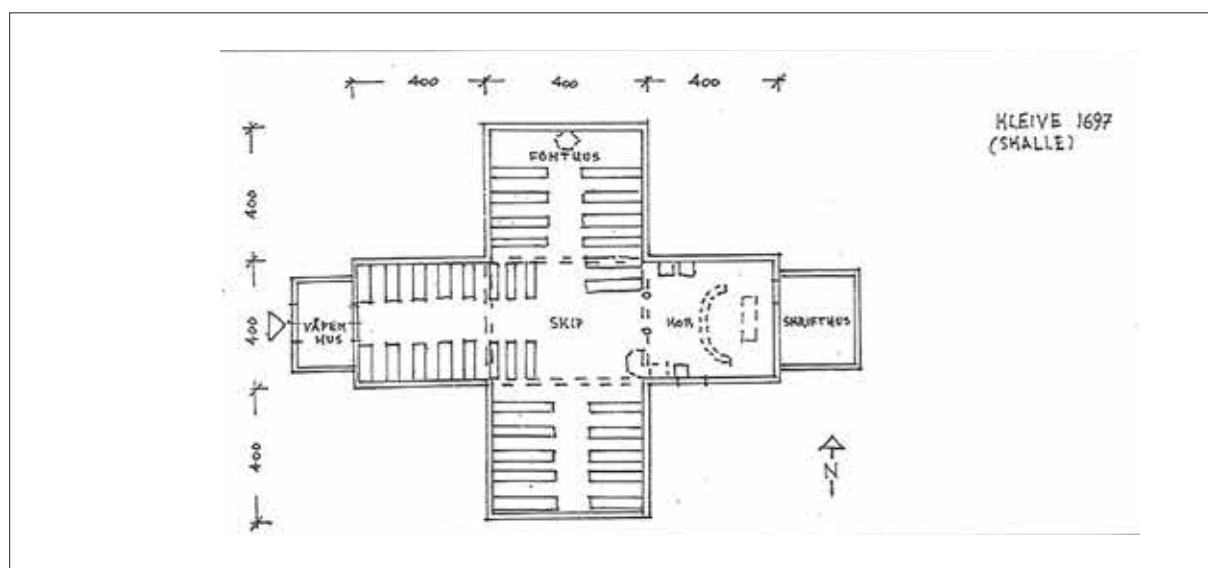 400 400 400
KLEIVE 1697
(SKALLE)
FONTHUS
400
400
400
VÅPEN
HUS
SKIP
KOR
SKRIFTHUS
N